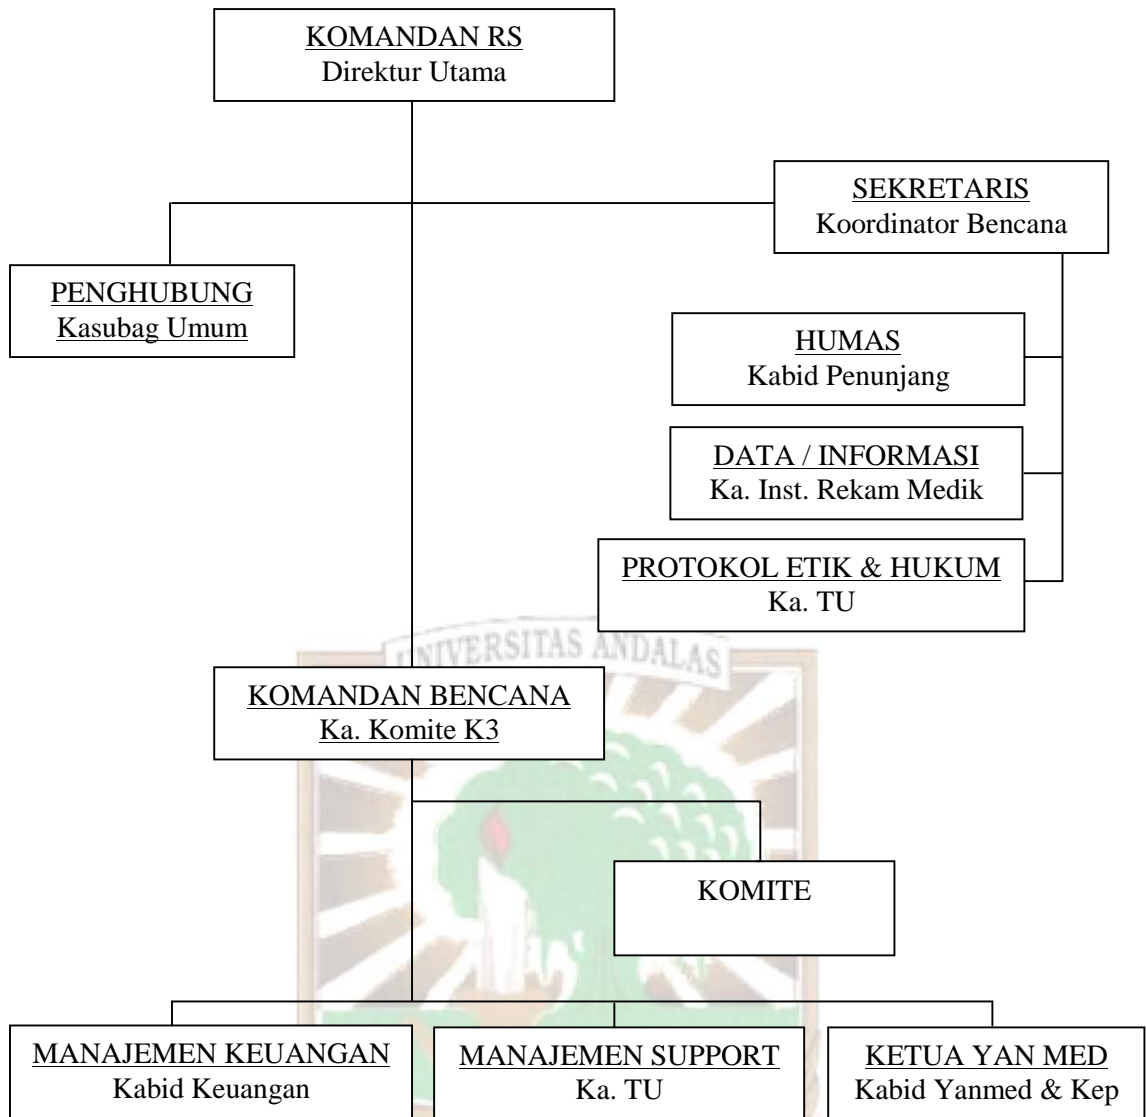 KOMANDAN RS
Direktur Utama
SEKRETARIS
Koordinator Bencana
PENGHUBUNG
Kasubag Umum
HUMAS
Kabid Penunjang
DATA / INFORMASI
Ka. Inst. Rekam Medik
PROTOKOL ETIK & HUKUM
Ka. TU
UNIVERSITAS ANDALAS
KOMANDAN BENCANA
Ka. Komite K3
KOMITE
MANAJEMEN KEUANGAN
Kabid Keuangan
MANAJEMEN SUPPORT
Ka. TU
KETUA YAN MED
Kabid Yanmed & Kep